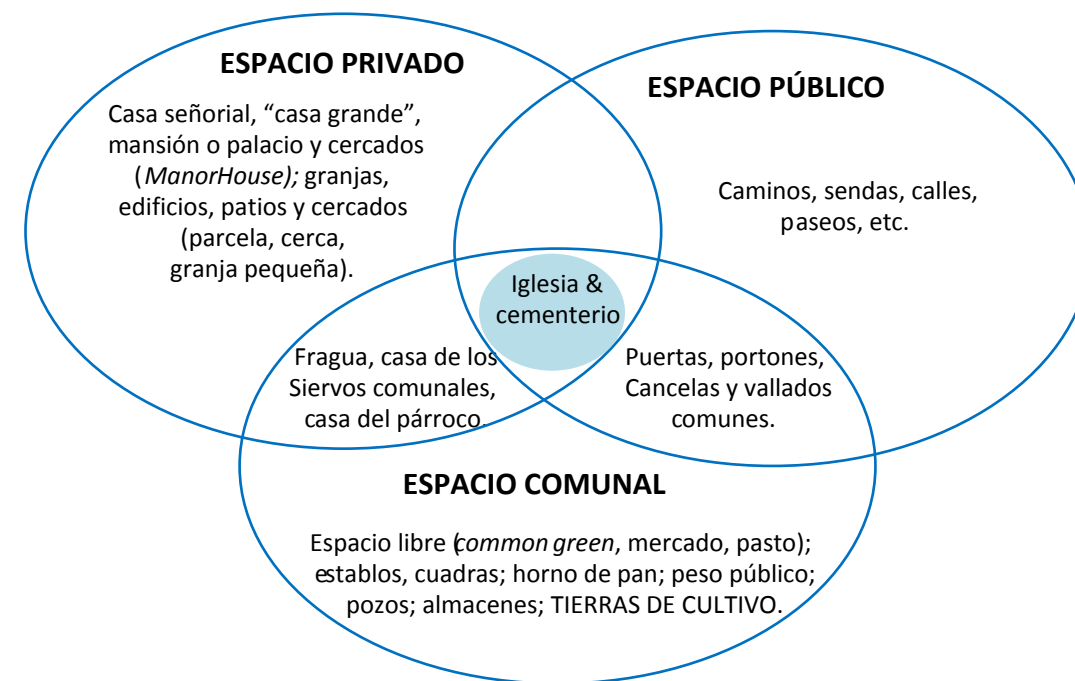 ESPACIO PRIVADO
Casa señorial, “casa grande”,
mansión o palacio y cercados
(ManorHouse); granjas,
edificios, patios y cercados
(parcela, cerca,
granja pequeña).
ESPACIO PÚBLICO
Caminos, sendas, calles,
paseos, etc.
Iglesia &
cementerio
Fragua, casa de los
Siervos comunales,
casa del párroco.
Puertas, portones,
Cancelas y vallados
comunes.
ESPACIO COMUNAL
Espacio libre (common green, mercado, pasto);
establos, cuadras; horno de pan; peso público;
pozos; almacenes; TIERRAS DE CULTIVO.